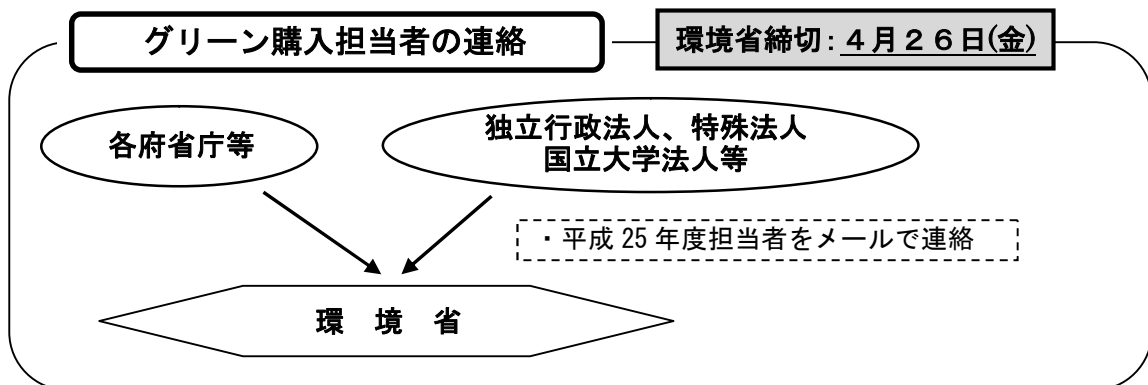 グリーン購入担当者の連絡
環境省締切：４月２６日(金)
各府省庁等
独立行政法人、特殊法人
国立大学法人等
・平成 25 年度担当者をメールで連絡
環　境　省